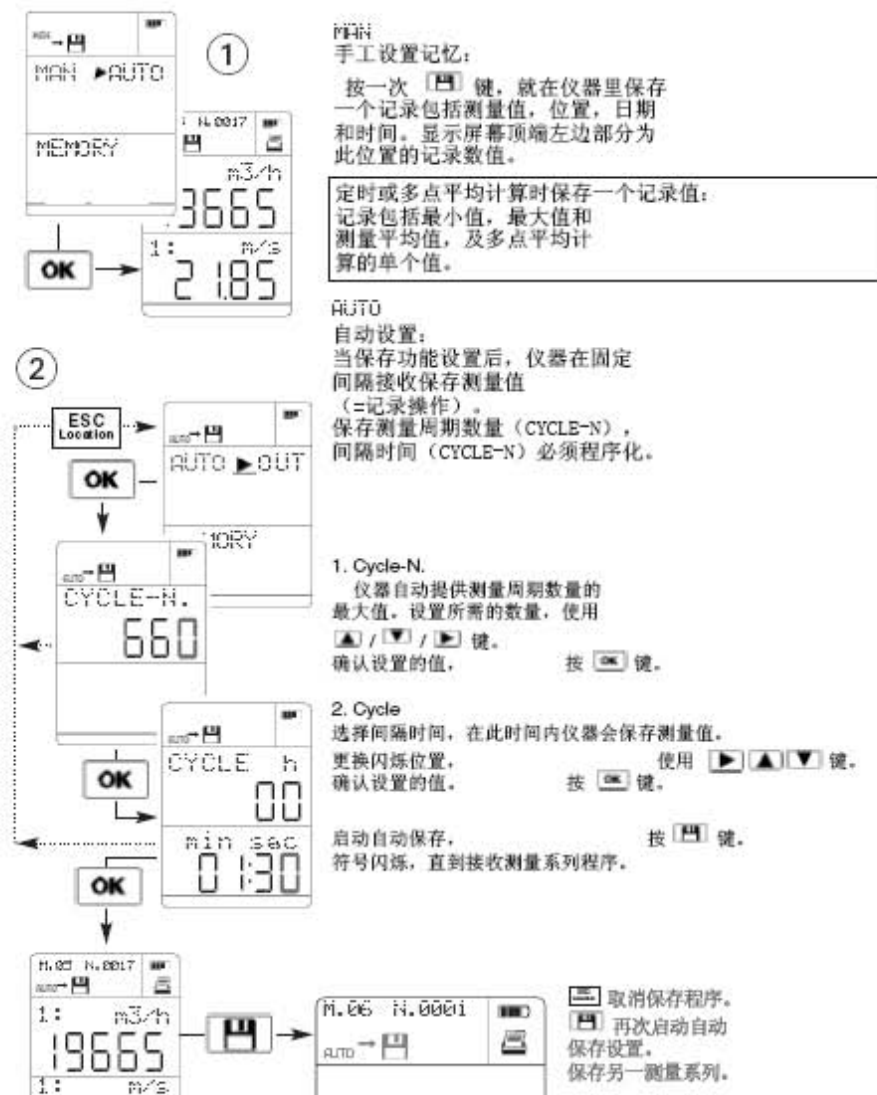 ①
MAN ▶AUTO
MEMORY
OK
N.0017
m3/h
3665
1: m/s
21.85
MAN
手工设置记忆：
按一次 键，就在仪器里保存
一个记录包括测量值，位置，日期
和时间。显示屏幕顶端左边部分为
此位置的记录数值。
定时或多点平均计算时保存一个记录值：
记录包括最小值，最大值和
测量平均值，及多点平均计
算的单个值。
AUTO
自动设置：
当保存功能设置后，仪器在固定
间隔接收保存测量值
（=记录操作）。
保存测量周期数量（CYCLE-N），
间隔时间（CYCLE-N）必须程序化。
②
ESC
Location
OK
AUTO→
AUTO ▶OUT
MORY
AUTO→
CYCLE-N.
660
OK
AUTO→
CYCLE h
00
min sec
01:30
OK
1. Cycle-N.
仪器自动提供测量周期数量的
最大值。设置所需的数量，使用
▲ / ▼ / ▶ 键。
确认设置的值， 按 OK 键。
2. Cycle
选择间隔时间，在此时间内仪器会保存测量值。
更换闪烁位置， 使用 ▶ ▲ ▼ 键。
确认设置的值。 按 OK 键。
启动自动保存， 按 键。
符号闪烁，直到接收测量系列程序。
N.0017
AUTO→
1: m3/h
19665
1: m/s
M.06 N.0001
AUTO →
取消保存程序。
再次启动自动
保存设置。
保存另一测量系列。